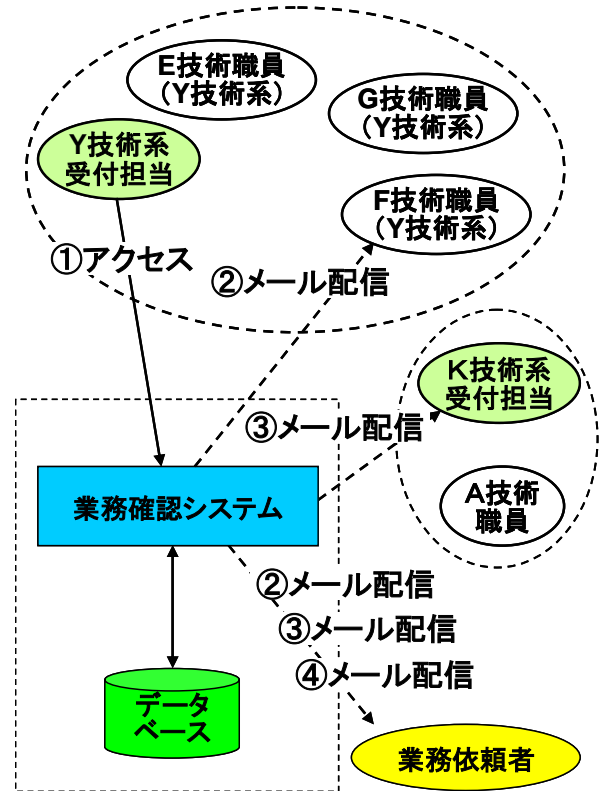 E技術職員
（Y技術系）
G技術職員
（Y技術系）
Y技術系
受付担当
F技術職員
（Y技術系）
①アクセス
②メール配信
K技術系
受付担当
③メール配信
A技術
職員
業務確認システム
②メール配信
③メール配信
④メール配信
データ
ベース
業務依頼者